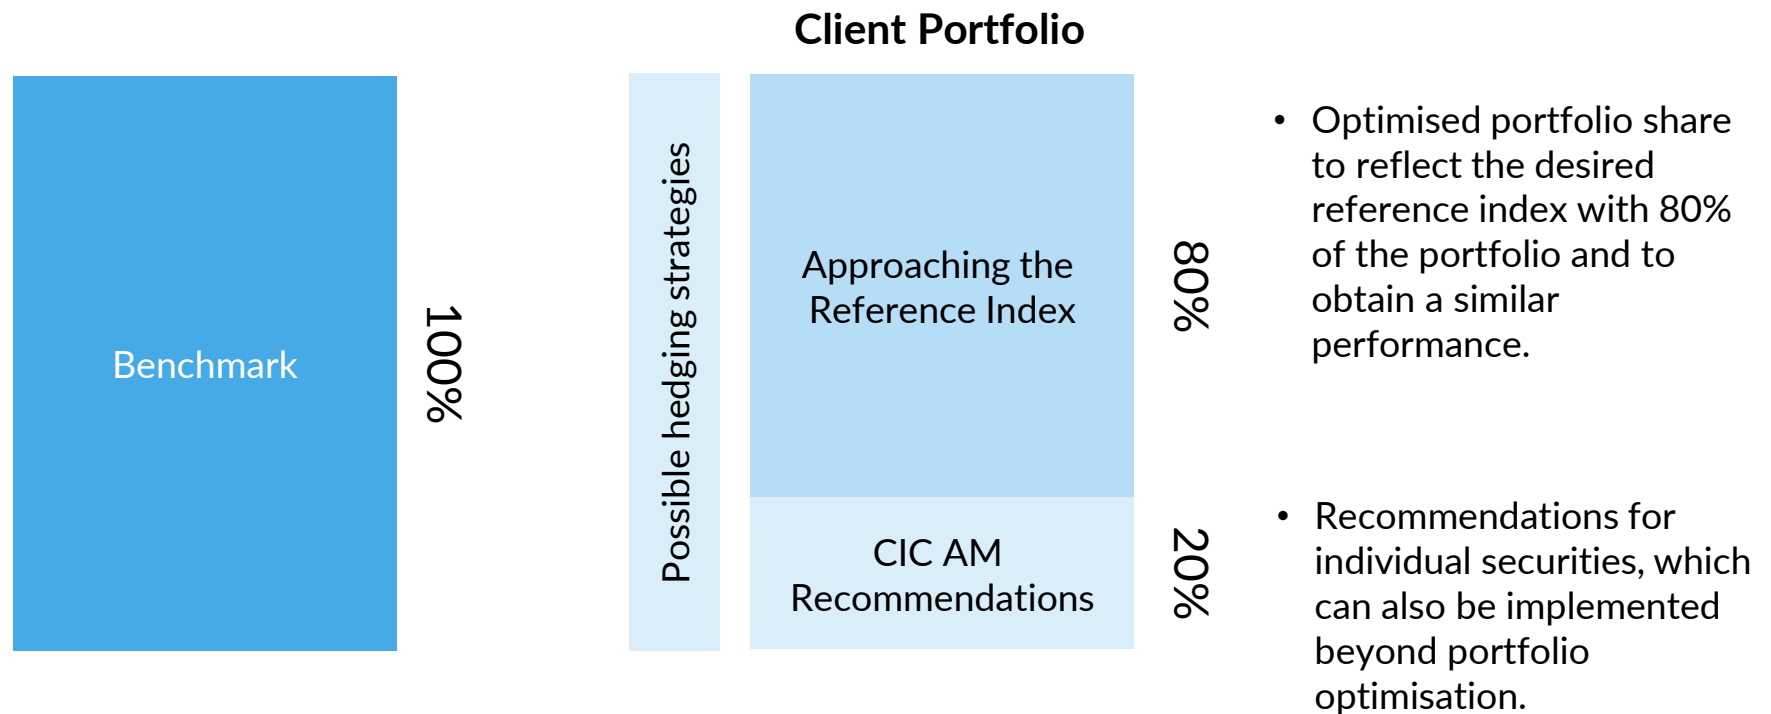 Client Portfolio
Benchmark
100%
Possible hedging strategies
Approaching the
Reference Index
80%
• Optimised portfolio share
to reflect the desired
reference index with 80%
of the portfolio and to
obtain a similar
performance.
CIC AM
Recommendations
20%
• Recommendations for
individual securities, which
can also be implemented
beyond portfolio
optimisation.